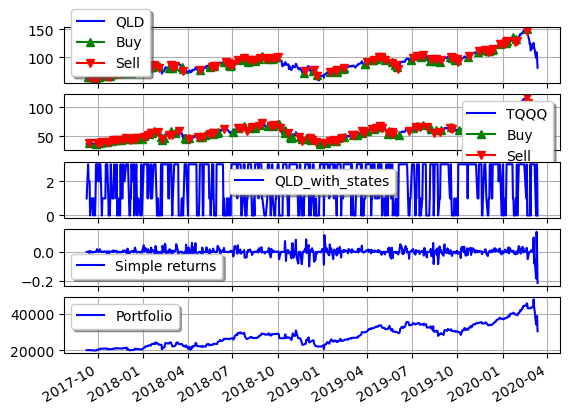 150
100
QLD
Buy
Sell
100
50
TQQQ
Buy
Sell
2
0
QLD_with_states
0.0
−0.2
Simple returns
40000
20000
Portfolio
2017-10
2018-01
2018-04
2018-07
2018-10
2019-01
2019-04
2019-07
2019-10
2020-01
2020-04